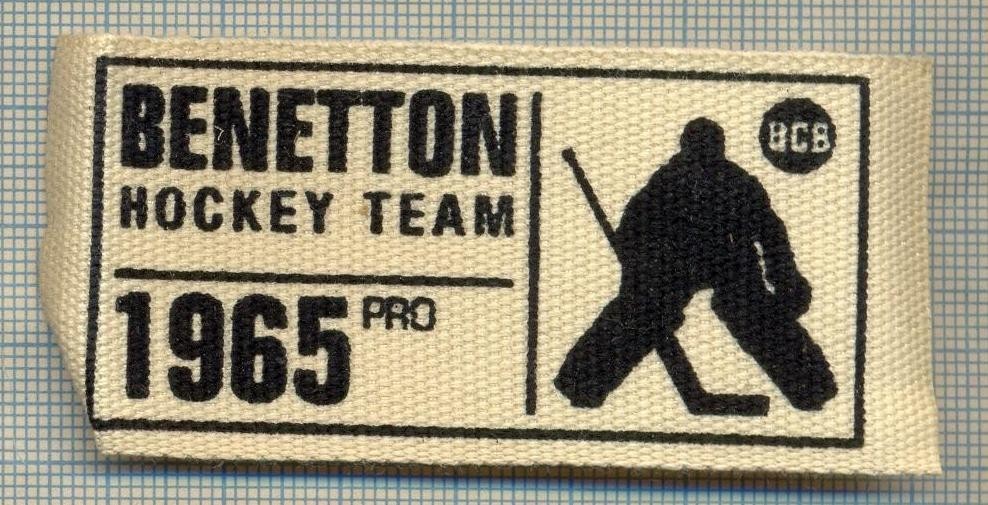 BENETTON
HOCKEY TEAM
1965 PRO
BCB